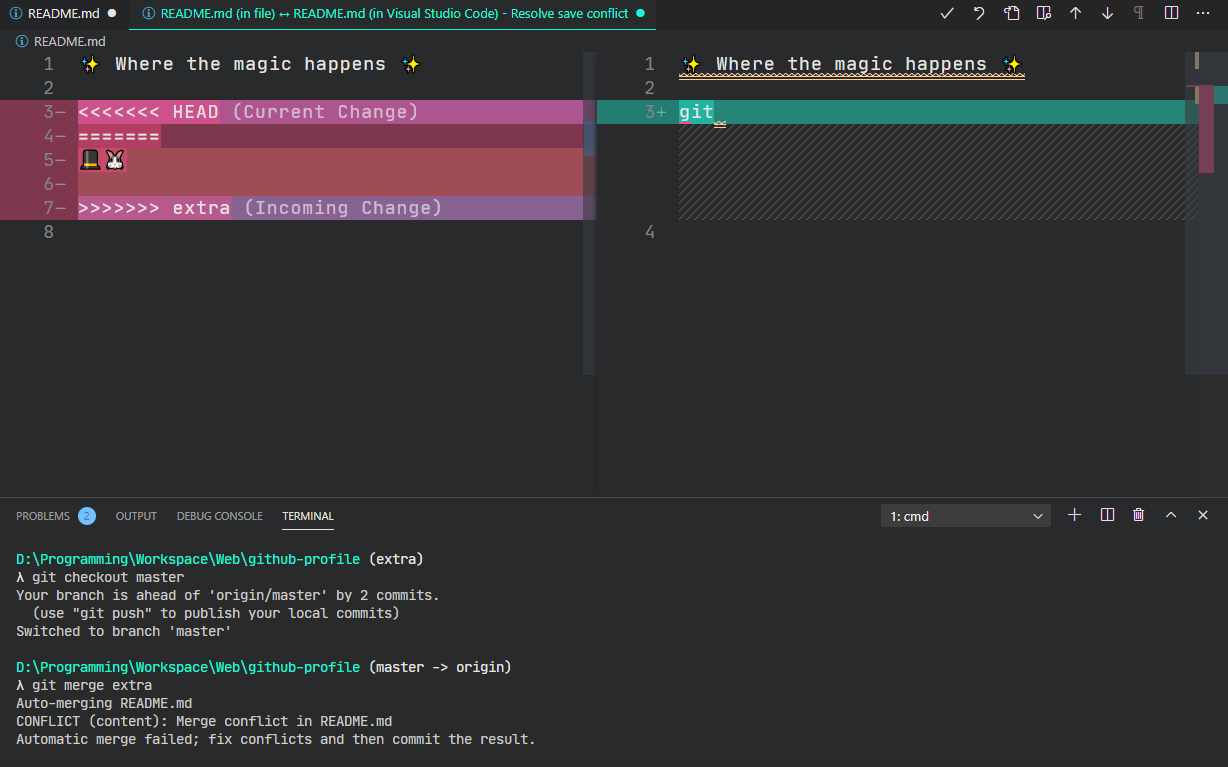 README.md ●
README.md (in file) ↔ README.md (in Visual Studio Code) - Resolve save conflict ●
README.md
1 ✨ Where the magic happens ✨
2
3− <<<<<<< HEAD (Current Change)
4− =======
5− 🎩🐰
6−
7− >>>>>>> extra (Incoming Change)
8
1 ✨ Where the magic happens ✨
2
3+ git
4
PROBLEMS 2 OUTPUT DEBUG CONSOLE TERMINAL 1: cmd
D:\Programming\Workspace\Web\github-profile (extra)
λ git checkout master
Your branch is ahead of 'origin/master' by 2 commits.
  (use "git push" to publish your local commits)
Switched to branch 'master'
D:\Programming\Workspace\Web\github-profile (master -> origin)
λ git merge extra
Auto-merging README.md
CONFLICT (content): Merge conflict in README.md
Automatic merge failed; fix conflicts and then commit the result.